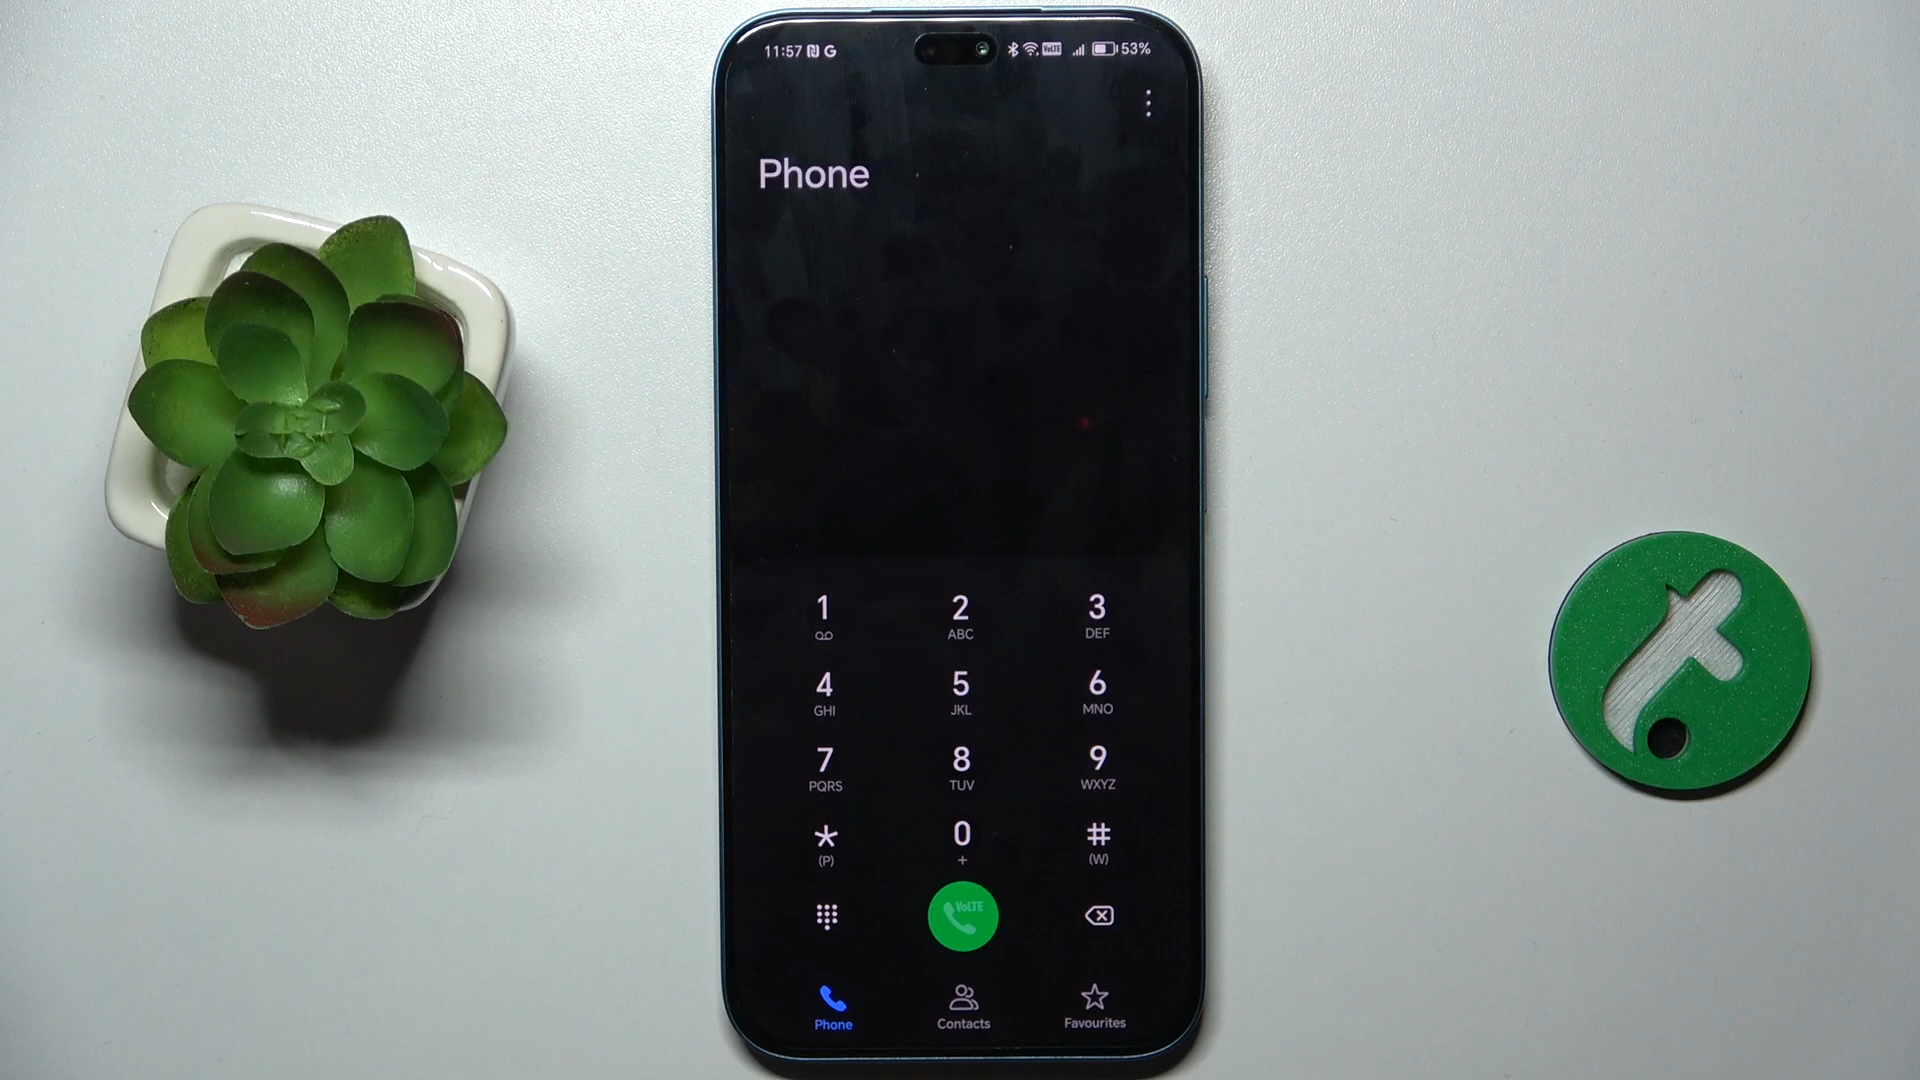 11:57 G VoLTE 53%
Phone
1 2 3
ABC DEF
4 5 6
GHI JKL MNO
7 8 9
PQRS TUV WXYZ
* 0 #
(P) + (W)
VoLTE
Phone Contacts Favourites